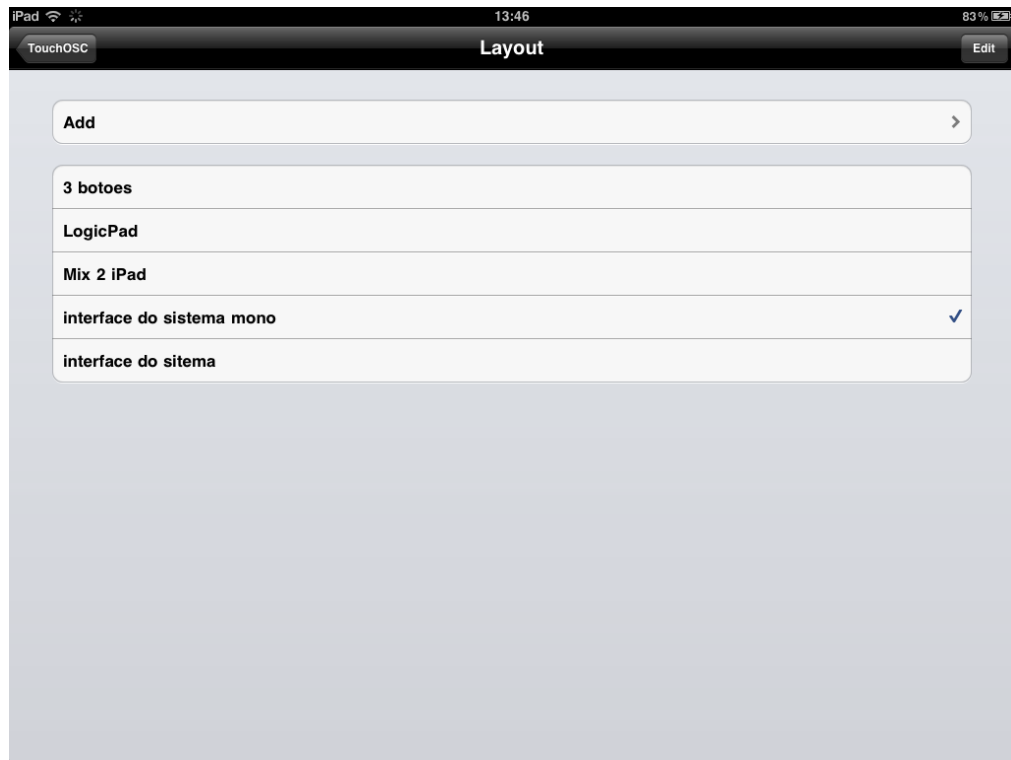 iPad 13:46 83%
TouchOSC Layout Edit
Add
3 botoes
LogicPad
Mix 2 iPad
interface do sistema mono
interface do sitema